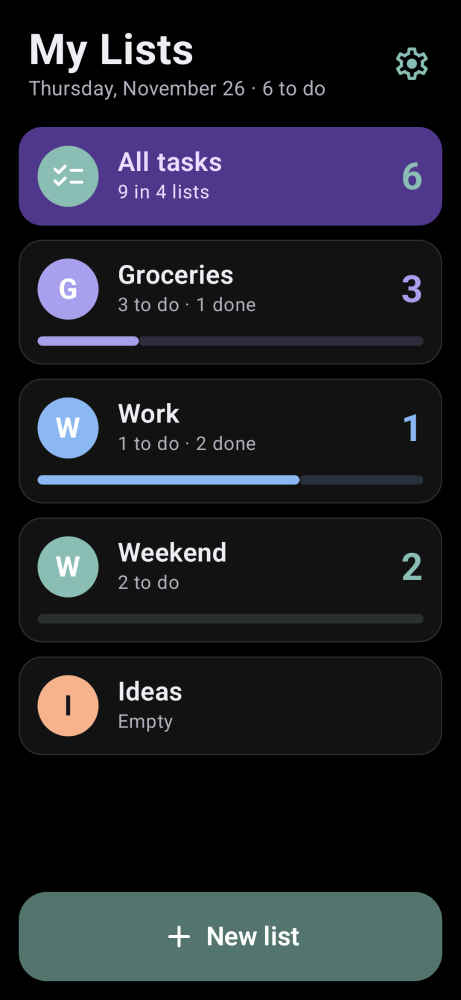 My Lists
Thursday, November 26 · 6 to do
All tasks
9 in 4 lists
6
G
Groceries
3 to do · 1 done
3
W
Work
1 to do · 2 done
1
W
Weekend
2 to do
2
I
Ideas
Empty
+ New list